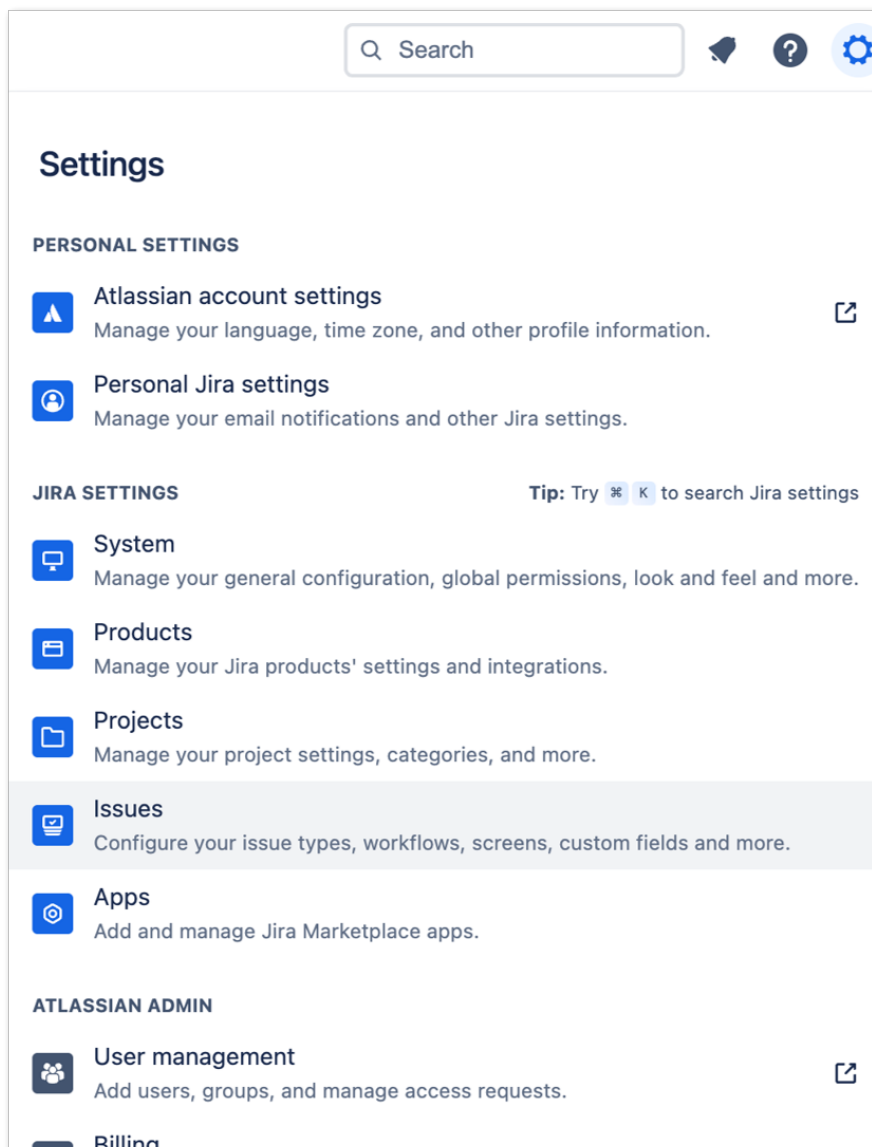 Search
Settings
PERSONAL SETTINGS
Atlassian account settings
Manage your language, time zone, and other profile information.
Personal Jira settings
Manage your email notifications and other Jira settings.
JIRA SETTINGS
Tip: Try ⌘ K to search Jira settings
System
Manage your general configuration, global permissions, look and feel and more.
Products
Manage your Jira products' settings and integrations.
Projects
Manage your project settings, categories, and more.
Issues
Configure your issue types, workflows, screens, custom fields and more.
Apps
Add and manage Jira Marketplace apps.
ATLASSIAN ADMIN
User management
Add users, groups, and manage access requests.
Billing